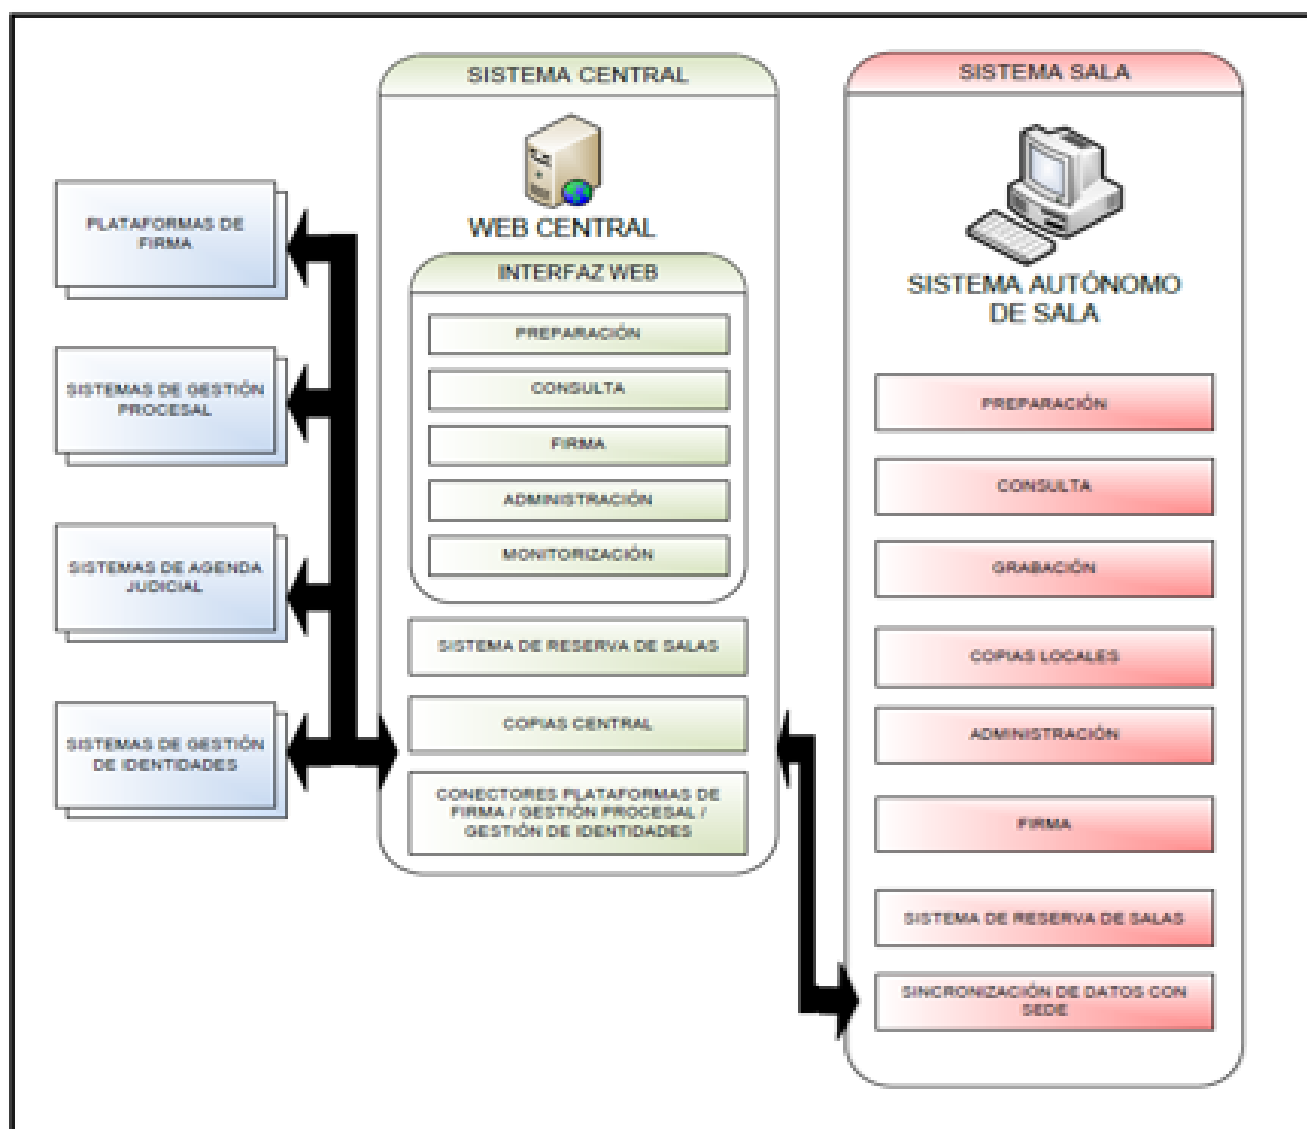 PLATAFORMAS DE
FIRMA
SISTEMAS DE GESTIÓN
PROCESAL
SISTEMAS DE AGENDA
JUDICIAL
SISTEMAS DE GESTIÓN
DE IDENTIDADES
SISTEMA CENTRAL
WEB CENTRAL
INTERFAZ WEB
PREPARACIÓN
CONSULTA
FIRMA
ADMINISTRACIÓN
MONITORIZACIÓN
SISTEMA DE RESERVA DE SALAS
COPIAS CENTRAL
CONECTORES PLATAFORMAS DE
FIRMA / GESTIÓN PROCESAL /
GESTIÓN DE IDENTIDADES
SISTEMA SALA
SISTEMA AUTÓNOMO
DE SALA
PREPARACIÓN
CONSULTA
GRABACIÓN
COPIAS LOCALES
ADMINISTRACIÓN
FIRMA
SISTEMA DE RESERVA DE SALAS
SINCRONIZACIÓN DE DATOS CON
SEDE